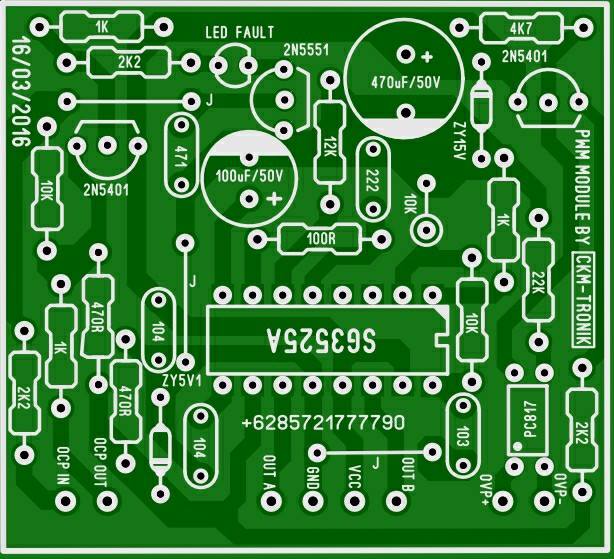 1K
LED FAULT
4K7
16/03/2016
2K2
2N5551
2N5401
470uF/50V
+
J
ZY15V
471
12K
PWM MODULE BY CKM-TRONIK
10K
2N5401
100uF/50V
+
222
10K
1K
100R
22K
J
470R
104
1K
SG3525A
10K
2K2
470R
ZY5V1
PC817
2K2
104
+6285721777790
103
OCP IN
OCP OUT
OUT A
GND
J
VCC
OUT B
OVP+
OVP-